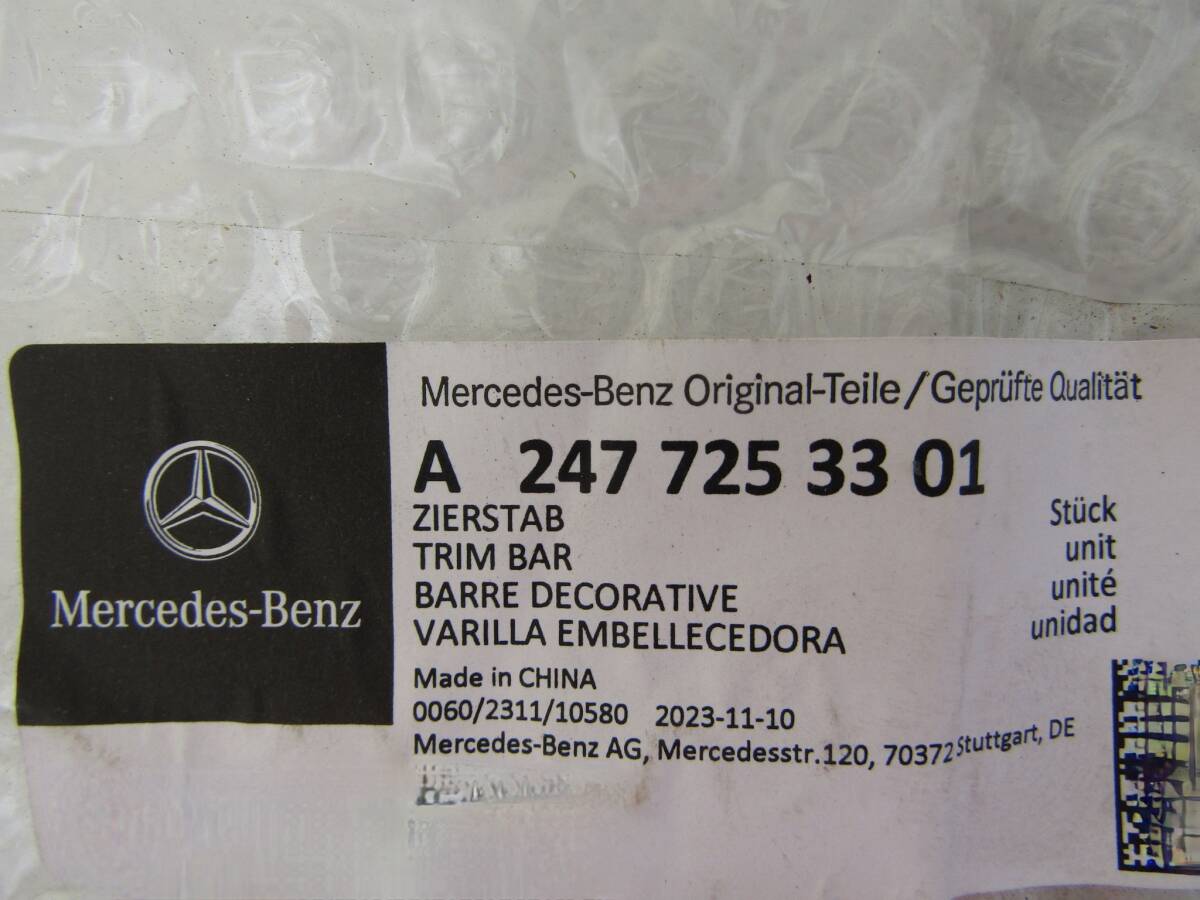 Mercedes-Benz
Mercedes-Benz Original-Teile/Geprüfte Qualität
A 247 725 33 01
ZIERSTAB
TRIM BAR
BARRE DECORATIVE
VARILLA EMBELLECEDORA
Stück
unit
unité
unidad
Made in CHINA
0060/2311/10580 2023-11-10
Mercedes-Benz AG, Mercedesstr.120, 70372 Stuttgart, DE